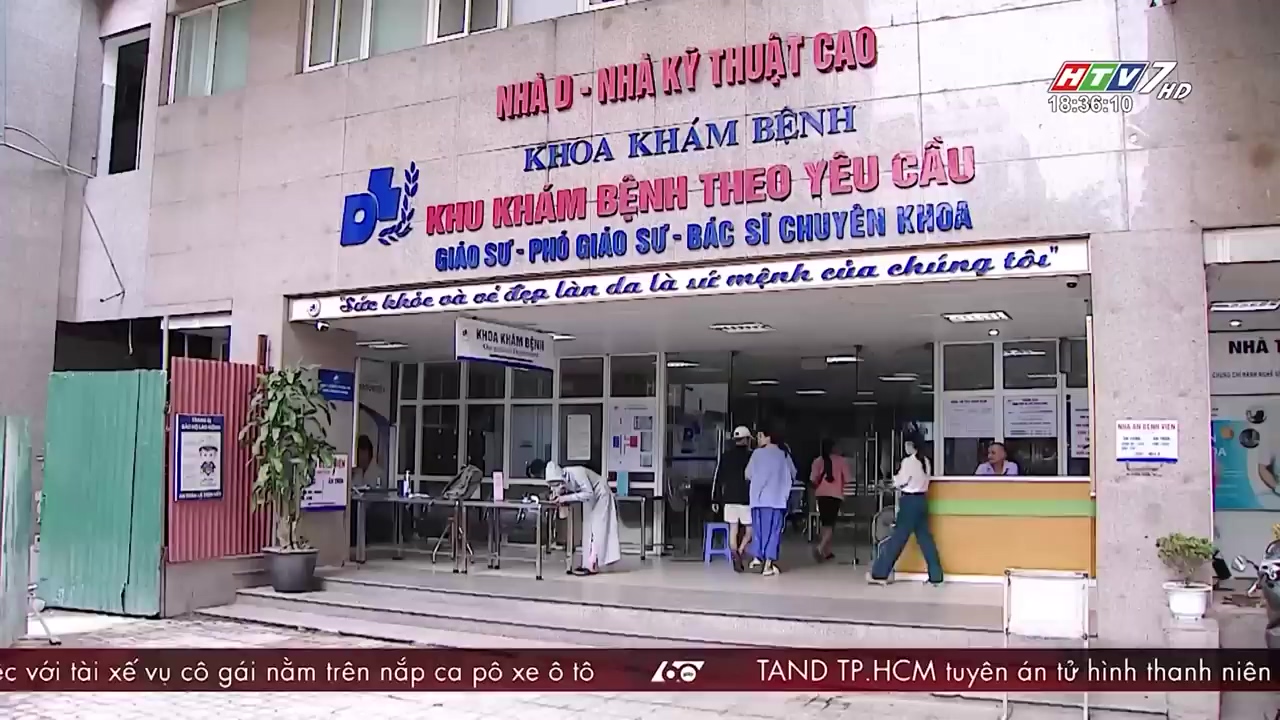 HTV7 HD
18:36:10
NHÀ D - NHÀ KỸ THUẬT CAO
KHOA KHÁM BỆNH
KHU KHÁM BỆNH THEO YÊU CẦU
GIÁO SƯ - PHÓ GIÁO SƯ - BÁC SĨ CHUYÊN KHOA
"Sức khỏe và vẻ đẹp làn da là sứ mệnh của chúng tôi"
KHOA KHÁM BỆNH
NHÀ
NHÀ ĂN BỆNH VIỆN
với tài xế vụ cô gái nằm trên nắp ca pô xe ô tô
60
TAND TP.HCM tuyên án tử hình thanh niên